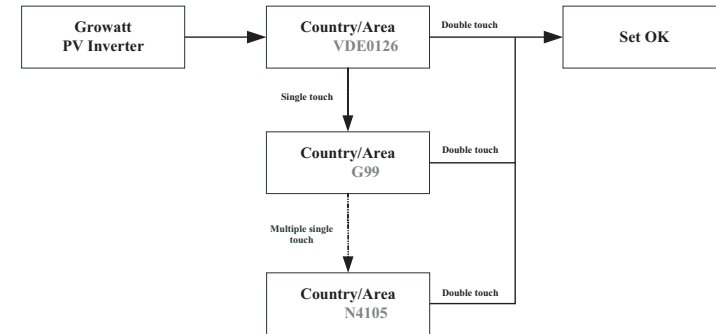 Growatt
PV Inverter
Country/Area
VDE0126
Double touch
Set OK
Single touch
Country/Area
G99
Double touch
Multiple single
touch
Country/Area
N4105
Double touch